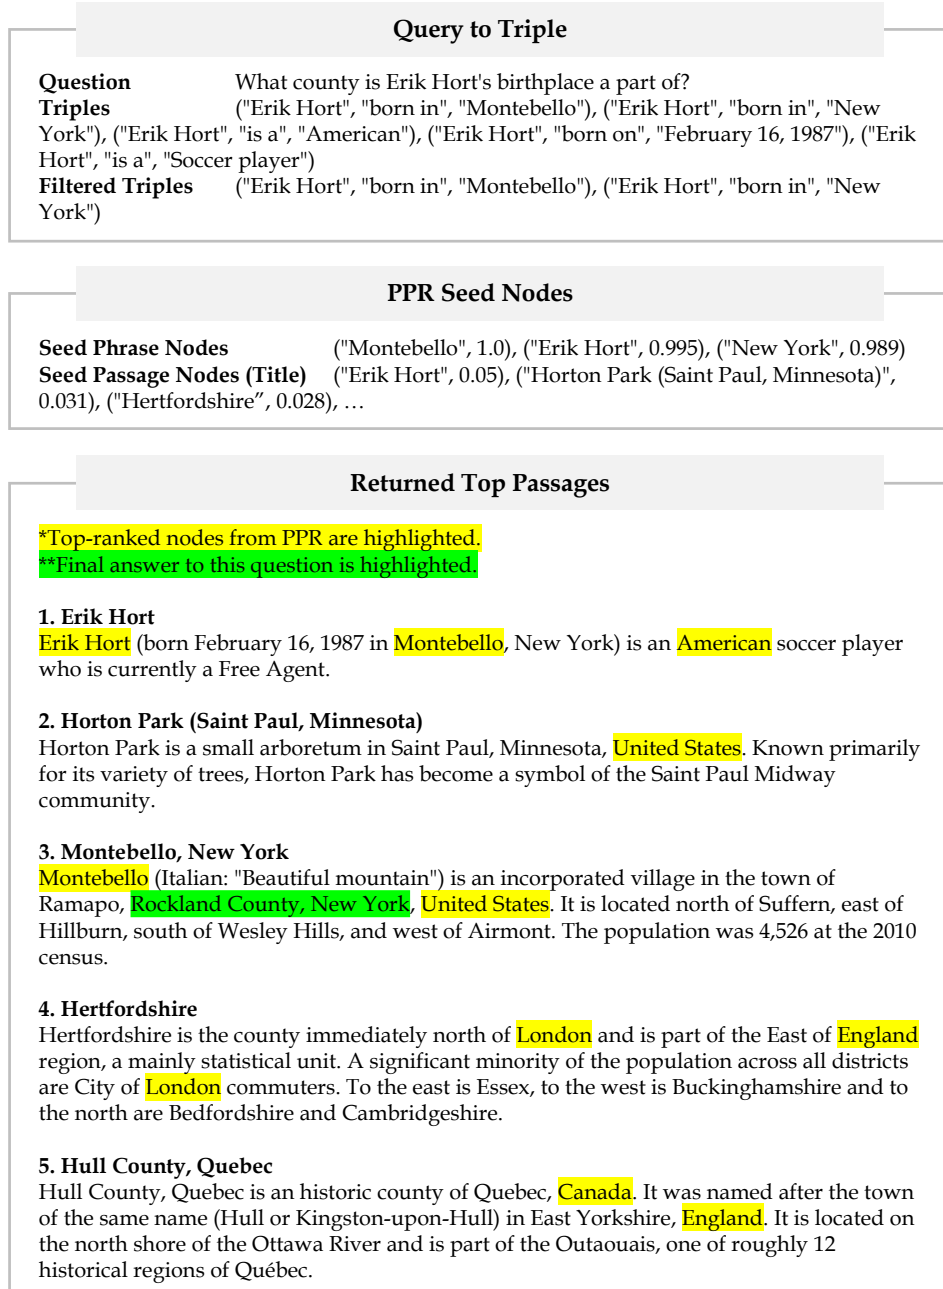 Query to Triple
Question What county is Erik Hort's birthplace a part of?
Triples ("Erik Hort", "born in", "Montebello"), ("Erik Hort", "born in", "New
York"), ("Erik Hort", "is a", "American"), ("Erik Hort", "born on", "February 16, 1987"), ("Erik
Hort", "is a", "Soccer player")
Filtered Triples ("Erik Hort", "born in", "Montebello"), ("Erik Hort", "born in", "New
York")
PPR Seed Nodes
Seed Phrase Nodes ("Montebello", 1.0), ("Erik Hort", 0.995), ("New York", 0.989)
Seed Passage Nodes (Title) ("Erik Hort", 0.05), ("Horton Park (Saint Paul, Minnesota)",
0.031), ("Hertfordshire”, 0.028), …
Returned Top Passages
*Top-ranked nodes from PPR are highlighted.
**Final answer to this question is highlighted.
1. Erik Hort
Erik Hort (born February 16, 1987 in Montebello, New York) is an American soccer player
who is currently a Free Agent.
2. Horton Park (Saint Paul, Minnesota)
Horton Park is a small arboretum in Saint Paul, Minnesota, United States. Known primarily
for its variety of trees, Horton Park has become a symbol of the Saint Paul Midway
community.
3. Montebello, New York
Montebello (Italian: "Beautiful mountain") is an incorporated village in the town of
Ramapo, Rockland County, New York, United States. It is located north of Suffern, east of
Hillburn, south of Wesley Hills, and west of Airmont. The population was 4,526 at the 2010
census.
4. Hertfordshire
Hertfordshire is the county immediately north of London and is part of the East of England
region, a mainly statistical unit. A significant minority of the population across all districts
are City of London commuters. To the east is Essex, to the west is Buckinghamshire and to
the north are Bedfordshire and Cambridgeshire.
5. Hull County, Quebec
Hull County, Quebec is an historic county of Quebec, Canada. It was named after the town
of the same name (Hull or Kingston-upon-Hull) in East Yorkshire, England. It is located on
the north shore of the Ottawa River and is part of the Outaouais, one of roughly 12
historical regions of Québec.